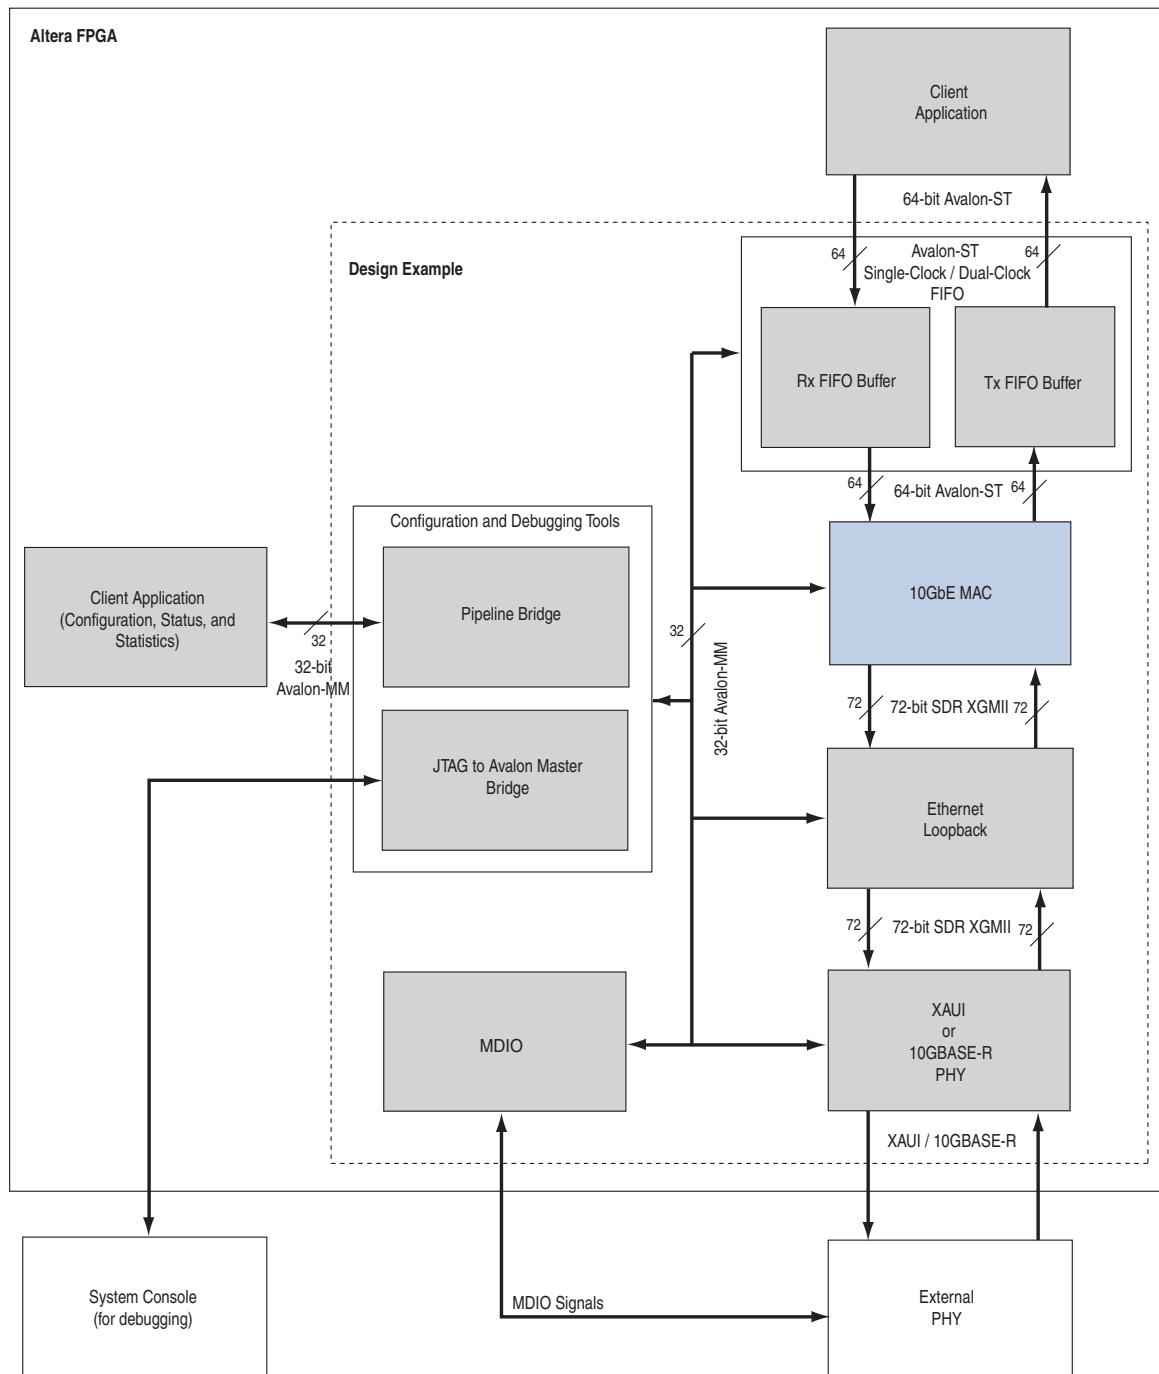 Altera FPGA
Client
Application
64-bit Avalon-ST
Design Example
64
Avalon-ST
64
Single-Clock / Dual-Clock
FIFO
Rx FIFO Buffer
Tx FIFO Buffer
64
64-bit Avalon-ST
64
Configuration and Debugging Tools
Client Application
(Configuration, Status, and
Statistics)
32
32-bit
Avalon-MM
Pipeline Bridge
JTAG to Avalon Master
Bridge
32
32-bit Avalon-MM
10GbE MAC
72
72-bit SDR XGMII
72
Ethernet
Loopback
72
72-bit SDR XGMII
72
MDIO
XAUI
or
10GBASE-R
PHY
XAUI / 10GBASE-R
System Console
(for debugging)
MDIO Signals
External
PHY